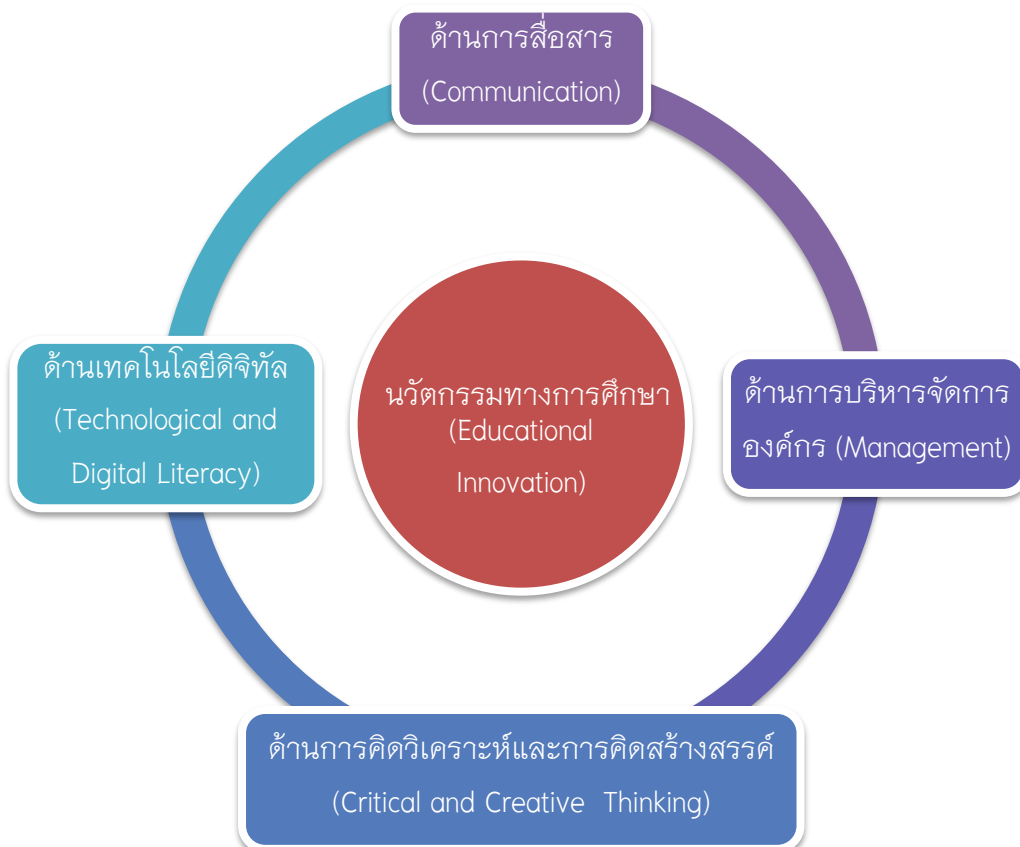 ด้านการสื่อสาร
(Communication)
ด้านเทคโนโลยีดิจิทัล
(Technological and
Digital Literacy)
นวัตกรรมทางการศึกษา
(Educational
Innovation)
ด้านการบริหารจัดการ
องค์กร (Management)
ด้านการคิดวิเคราะห์และการคิดสร้างสรรค์
(Critical and Creative Thinking)